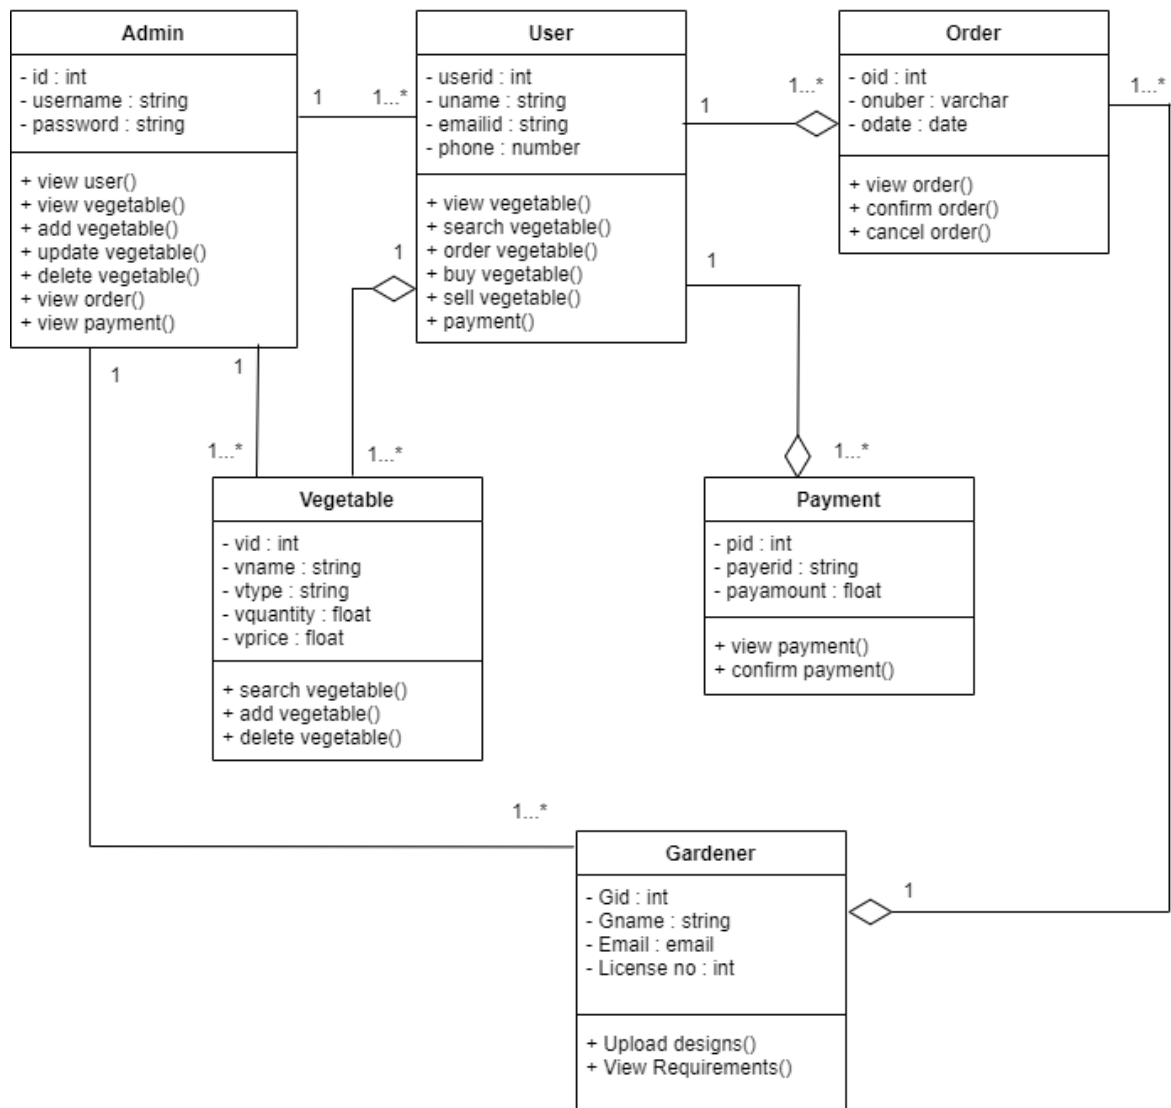 Admin
- id : int
- username : string
- password : string
+ view user()
+ view vegetable()
+ add vegetable()
+ update vegetable()
+ delete vegetable()
+ view order()
+ view payment()
1
1...*
User
- userid : int
- uname : string
- emailid : string
- phone : number
+ view vegetable()
+ search vegetable()
+ order vegetable()
+ buy vegetable()
+ sell vegetable()
+ payment()
1
1...*
Order
- oid : int
- onuber : varchar
- odate : date
+ view order()
+ confirm order()
+ cancel order()
1...*
1
1
1
1
1...*
1...*
1...*
Vegetable
- vid : int
- vname : string
- vtype : string
- vquantity : float
- vprice : float
+ search vegetable()
+ add vegetable()
+ delete vegetable()
Payment
- pid : int
- payerid : string
- payamount : float
+ view payment()
+ confirm payment()
1...*
Gardener
- Gid : int
- Gname : string
- Email : email
- License no : int
+ Upload designs()
+ View Requirements()
1